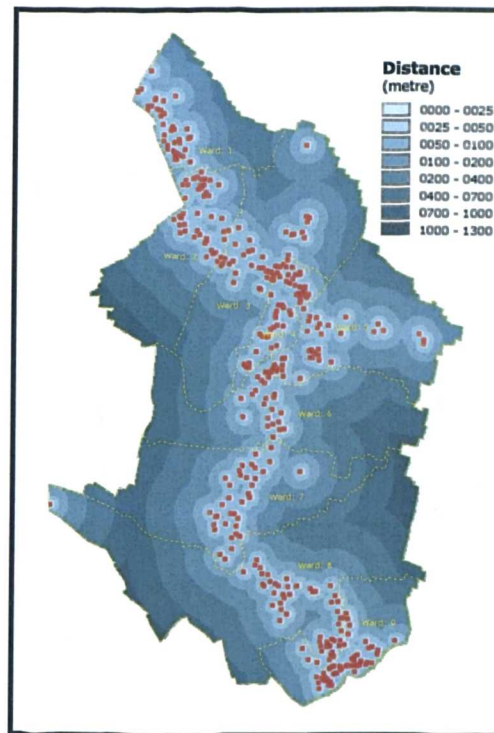 Distance
(metre)
0000 - 0025
0025 - 0050
0050 - 0100
0100 - 0200
0200 - 0400
0400 - 0700
0700 - 1000
1000 - 1300
Ward: 1
Ward: 2
Ward: 3
Ward: 6
Ward: 7
Ward: 8
Ward: 9